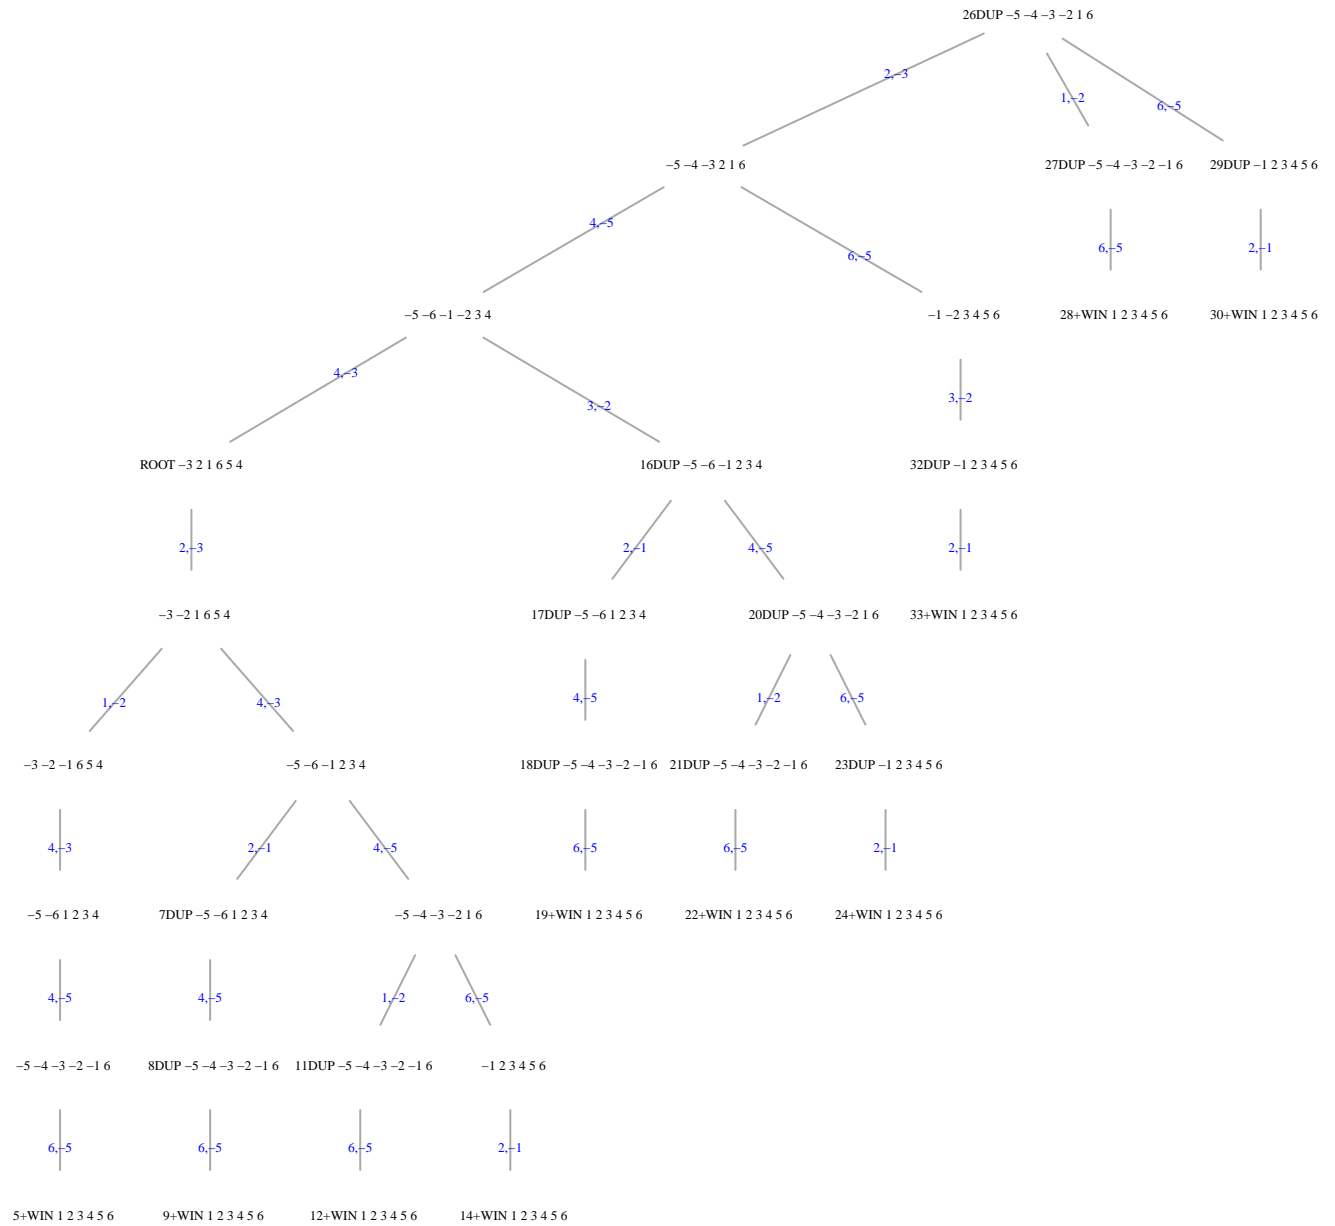 26DUP −5 −4 −3 −2 1 6
2,−3
1,−2
6,−5
−5 −4 −3 2 1 6
27DUP −5 −4 −3 −2 −1 6
29DUP −1 2 3 4 5 6
4,−5
6,−5
6,−5
2,−1
−5 −6 −1 −2 3 4
−1 −2 3 4 5 6
28+WIN 1 2 3 4 5 6
30+WIN 1 2 3 4 5 6
4,−3
3,−2
3,−2
ROOT −3 2 1 6 5 4
16DUP −5 −6 −1 2 3 4
32DUP −1 2 3 4 5 6
2,−3
2,−1
4,−5
2,−1
−3 −2 1 6 5 4
17DUP −5 −6 1 2 3 4
20DUP −5 −4 −3 −2 1 6
33+WIN 1 2 3 4 5 6
1,−2
4,−3
4,−5
1,−2
6,−5
−3 −2 −1 6 5 4
−5 −6 −1 2 3 4
18DUP −5 −4 −3 −2 −1 6
21DUP −5 −4 −3 −2 −1 6
23DUP −1 2 3 4 5 6
4,−3
2,−1
4,−5
6,−5
6,−5
2,−1
−5 −6 1 2 3 4
7DUP −5 −6 1 2 3 4
−5 −4 −3 −2 1 6
19+WIN 1 2 3 4 5 6
22+WIN 1 2 3 4 5 6
24+WIN 1 2 3 4 5 6
4,−5
4,−5
1,−2
6,−5
−5 −4 −3 −2 −1 6
8DUP −5 −4 −3 −2 −1 6
11DUP −5 −4 −3 −2 −1 6
−1 2 3 4 5 6
6,−5
6,−5
6,−5
2,−1
5+WIN 1 2 3 4 5 6
9+WIN 1 2 3 4 5 6
12+WIN 1 2 3 4 5 6
14+WIN 1 2 3 4 5 6